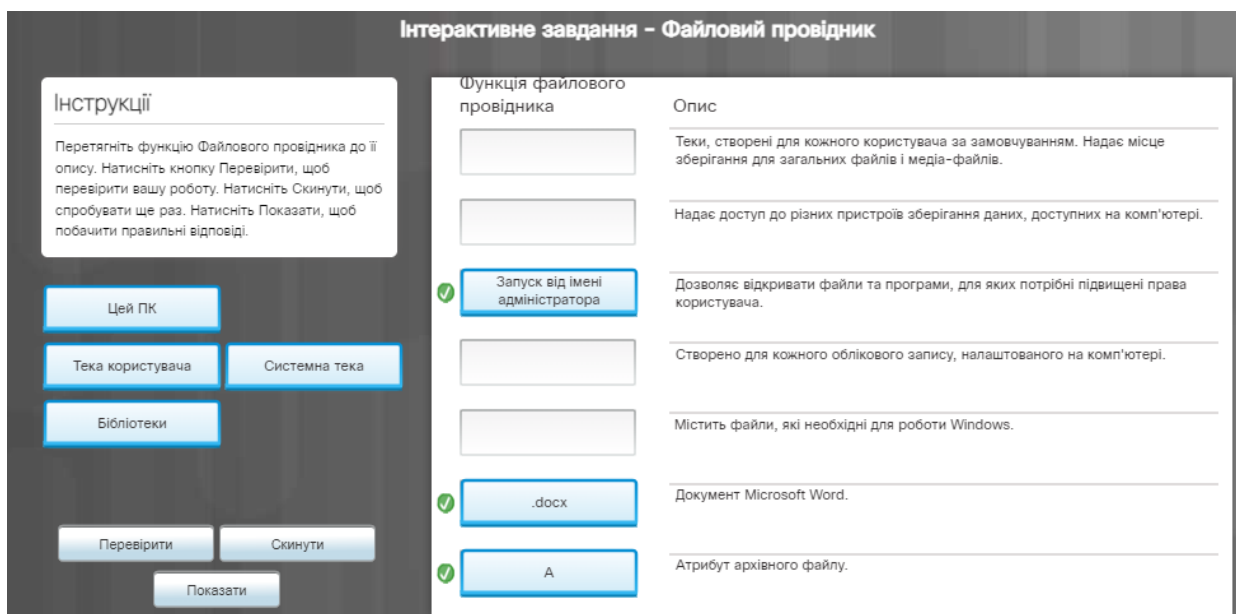 Інтерактивне завдання - Файловий провідник
Інструкції
Перетягніть функцію Файлового провідника до її
опису. Натисніть кнопку Перевірити, щоб
перевірити вашу роботу. Натисніть Скинути, щоб
спробувати ще раз. Натисніть Показати, щоб
побачити правильні відповіді.
Цей ПК
Тека користувача
Системна тека
Бібліотеки
Перевірити
Скинути
Показати
Функція файлового
провідника
Опис
Теки, створені для кожного користувача за замовчуванням. Надає місце
зберігання для загальних файлів і медіа-файлів.
Надає доступ до різних пристроїв зберігання даних, доступних на комп'ютері.
Запуск від імені
адміністратора
Дозволяє відкривати файли та програми, для яких потрібні підвищені права
користувача.
Створено для кожного облікового запису, налаштованого на комп'ютері.
Містить файли, які необхідні для роботи Windows.
.docx
Документ Microsoft Word.
А
Атрибут архівного файлу.